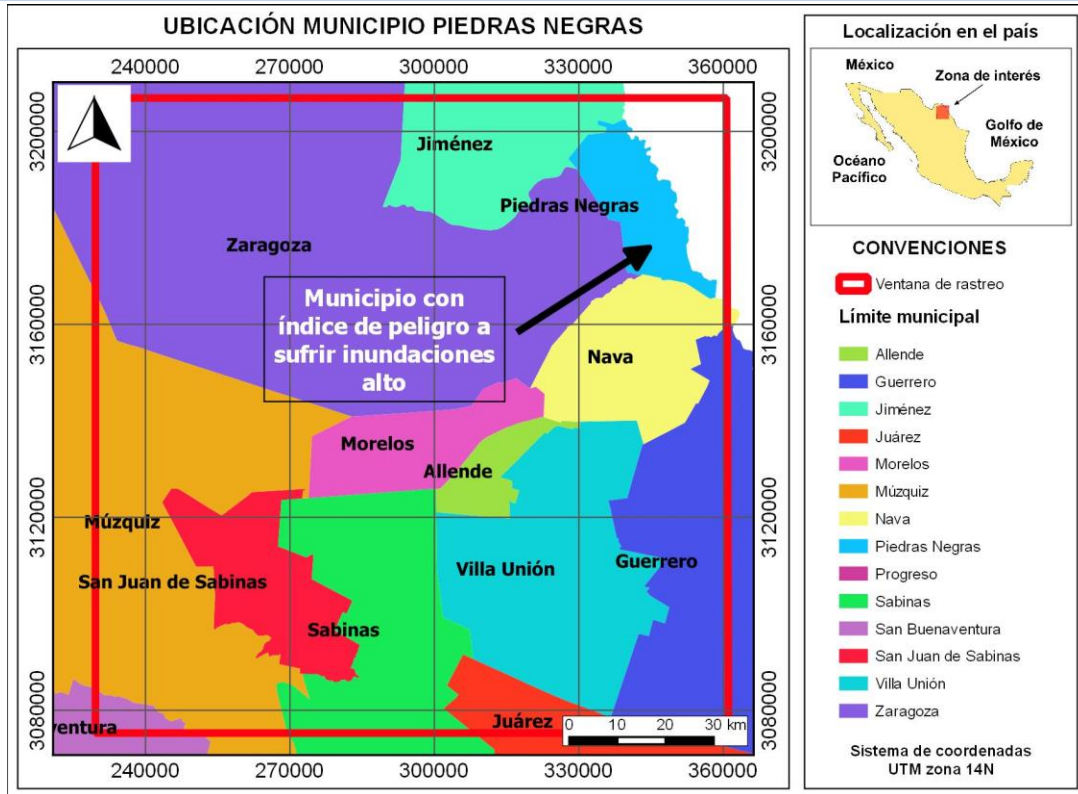 UBICACIÓN MUNICIPIO PIEDRAS NEGRAS
240000 270000 300000 330000 360000
3200000
3160000
3120000
3080000
Jiménez
Piedras Negras
Zaragoza
Municipio con
índice de peligro a
sufrir inundaciones
alto
Nava
Morelos
Allende
Múzquiz
San Juan de Sabinas
Villa Unión
Guerrero
Sabinas
Juárez
ventura
0 10 20 30 km
3200000
3160000
3120000
3080000
240000 270000 300000 330000 360000
Localización en el país
México
Zona de interés
Golfo de
México
Océano
Pacífico
CONVENCIONES
Ventana de rastreo
Límite municipal
Allende
Guerrero
Jiménez
Juárez
Morelos
Múzquiz
Nava
Piedras Negras
Progreso
Sabinas
San Buenaventura
San Juan de Sabinas
Villa Unión
Zaragoza
Sistema de coordenadas
UTM zona 14N